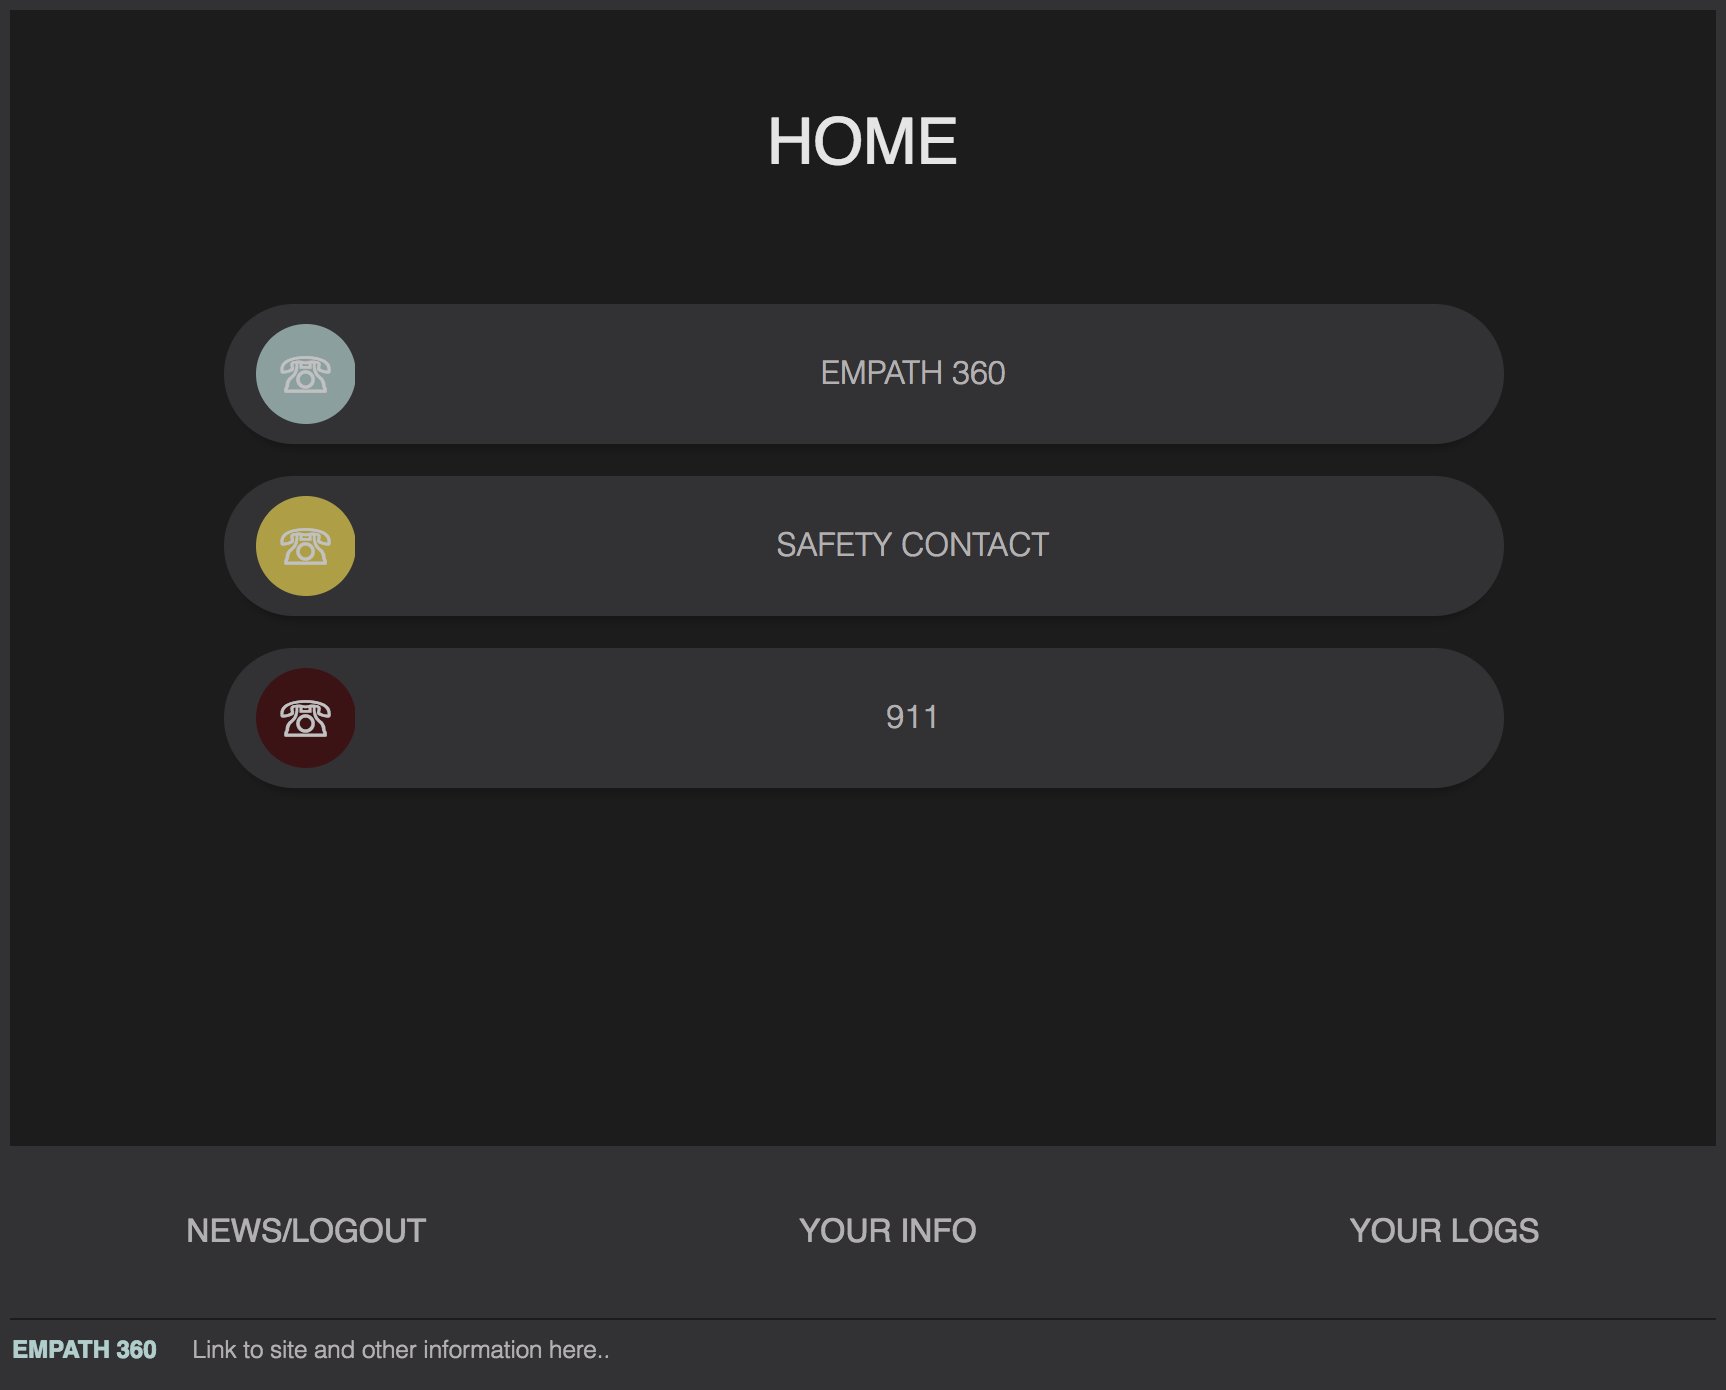 HOME
EMPATH 360
SAFETY CONTACT
911
NEWS/LOGOUT YOUR INFO YOUR LOGS
EMPATH 360 Link to site and other information here..